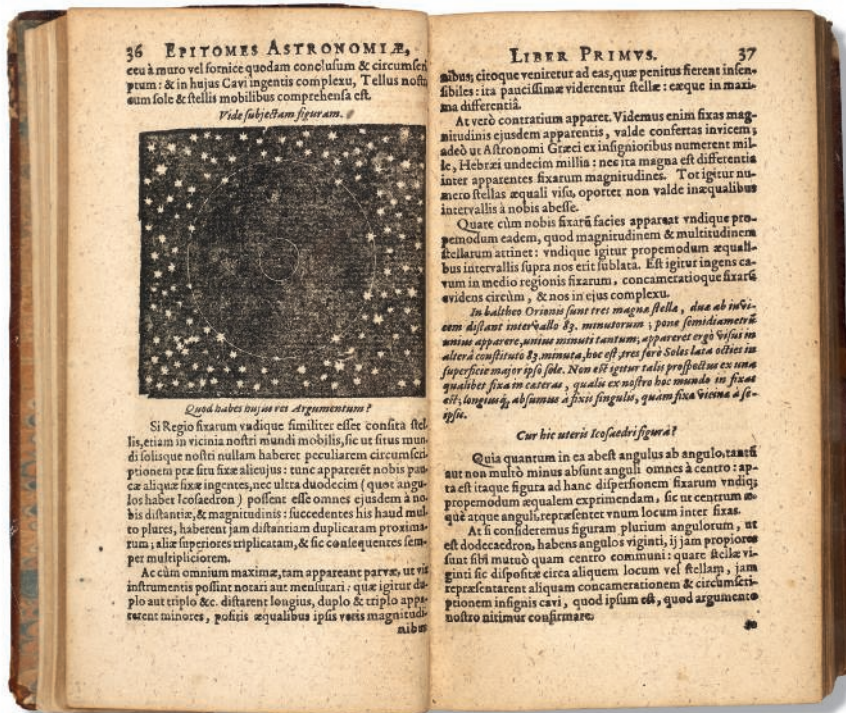 36 EPITOMES ASTRONOMIÆ,
ceu à muro vel fornice quodam conclusum & circumscri
ptum: & in hujus Cavi ingentis complexu, Tellus nostra
cum sole & stellis mobilibus comprehensa est.
Vide subjectam figuram.
Quod habes hujus rei Argumentum?
Si Regio fixarum vndique similiter esset consita stel
lis, etiam in vicinia nostri mundi mobilis, sic ut situs mun
di solisque nostri nullam haberet peculiarem circumscri
ptionem præ situ fixæ alicujus: tunc apparerēt nobis pau
cæ aliquæ fixæ ingentes, nec ultra duodecim (quot angu
los habet Icosaedron) possent esse omnes ejusdem à no
bis distantiæ, & magnitudinis: succedentes his haud mul
to plures, haberent jam distantiam duplicatam proxima
rum; aliæ superiores triplicatam, & sic consequentes sem
per multipliciorem.
Ac cùm omnium maximæ, tam appareant parvæ, ut vix
instrumentis possint notari aut mensurari: quæ igitur du
plo aut triplo &c. distarent longius, duplo & triplo appa
rerent minores, positis æqualibus ipsis veris magnitudi
nibus
LIBER PRIMVS. 37
nibus; citoque veniretur ad eas, quæ penitus fierent insen-
sibiles: ita paucissimæ viderentur stellæ: eæque in maxi-
ma differentiâ.
At verò contratium apparet. Videmus enim fixas mag-
nitudinis ejusdem apparentis, valde confertas invicem;
adeò ut Astronomi Græci ex insignioribus numerent mil-
le, Hebræi undecim millia: nec ita magna est differentia
inter apparentes fixarum magnitudines. Tot igitur nu-
mero stellas æquali visu, oportet non valde inæqualibus
intervallis à nobis abesse.
Quare cùm nobis fixarū facies appareat vndique pro-
pemodum eadem, quod magnitudinem & multitudinem
stellarum attinet: vndique igitur propemodum æquali-
bus intervallis supra nos erit sublata. Est igitur ingens ca-
vum in medio regionis fixarum, concameratioque fixarū
evidens circùm, & nos in ejus complexu.
In baltheo Orionis sunt tres magnæ stellæ, duæ ab invi-
cem distant intervallo 83. minutorum; pone semidiametrū
unius apparere, unius minuti tantum; appareret ergò visui in
alterâ constituto 83. minuta, hoc est, tres ferè Soles lata octies in
superficie major ipso sole. Non est igitur talis prospectus ex una
qualibet fixa in cæteras, qualis ex nostro hoc mundo in fixas
est; longiusq́; absumus à fixis singulis, quàm fixa vicina à se-
ipsis.
Cur hîc uteris Icosaedri figurâ?
Quia quantum in ea abest angulus ab angulo, tantū
aut non multò minus absunt anguli omnes à centro: ap-
ta est itaque figura ad hanc dispersionem fixarum vndiq;
propemodum æqualem exprimendam, sic ut centrum æ-
què atque anguli, repræsentet vnum locum inter fixas.
At si consideremus figuram plurium angulorum, ut
est dodecaedron, habens angulos viginti, ij jam propiores
sunt sibi mutuò quam centro communi: quare stellæ vi-
ginti sic dispositæ circa aliquem locum vel stellam, jam
repræsentarent aliquam concamerationem & circumscri-
ptionem insignis cavi, quod ipsum est, quod argumento
nostro nitimur confirmare.